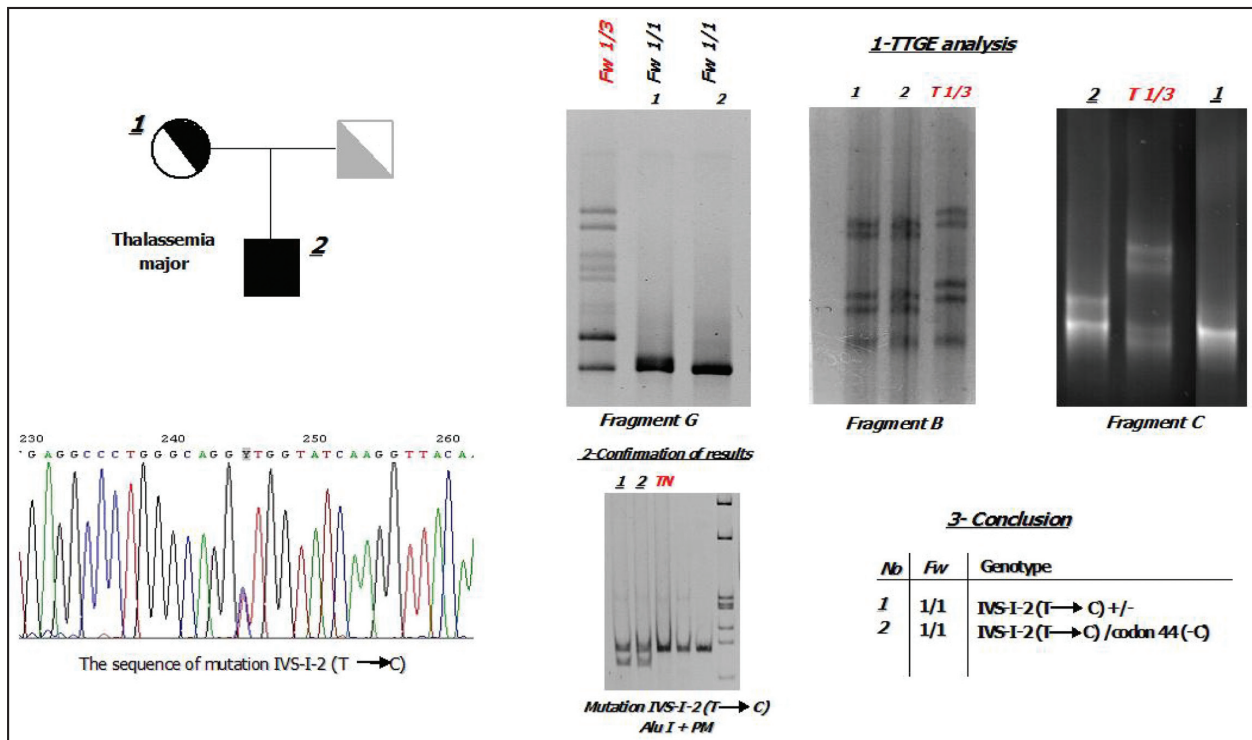 1
Thalassemia
major
2
230 240 250 260
GAGGCCCTGGGCAGGYTGGTATCAAGGTTACA
The sequence of mutation IVS-I-2 (T → C)
1-TTGE analysis
Fw 1/3
Fw 1/1
Fw 1/1
1 2
Fragment G
1 2 T 1/3
Fragment B
2 T 1/3 1
Fragment C
2-Confirmation of results
1 2 TN
Mutation IVS-I-2 (T → C)
Alu I + PM
3- Conclusion
No Fw Genotype
1 1/1 IVS-I-2 (T → C) +/-
2 1/1 IVS-I-2 (T → C) /codon 44 (-C)